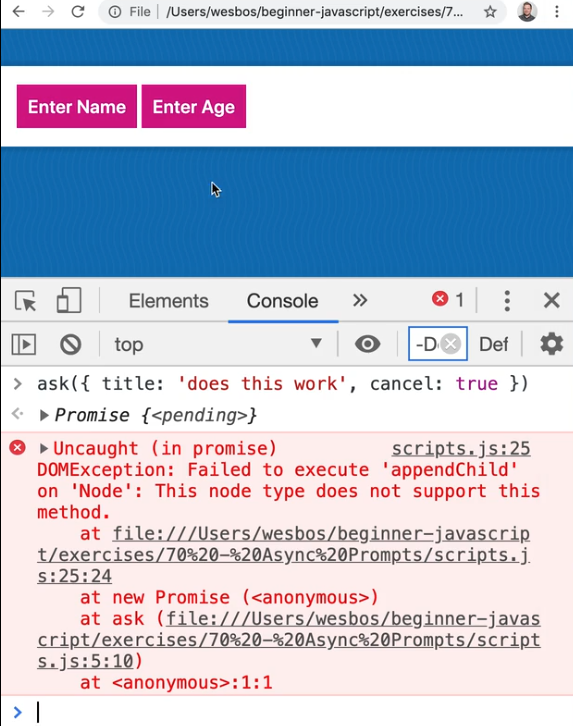 File | /Users/wesbos/beginner-javascript/exercises/7...
Enter Name Enter Age
Elements Console » 1
top ▼ -D Def
> ask({ title: 'does this work', cancel: true })
<· ▶ Promise {<pending>}
▶ Uncaught (in promise) scripts.js:25
DOMException: Failed to execute 'appendChild'
on 'Node': This node type does not support this
method.
at file:///Users/wesbos/beginner-javascrip
t/exercises/70%20-%20Async%20Prompts/scripts.j
s:25:24
at new Promise (<anonymous>)
at ask (file:///Users/wesbos/beginner-javas
cript/exercises/70%20-%20Async%20Prompts/script
s.js:5:10)
at <anonymous>:1:1
>